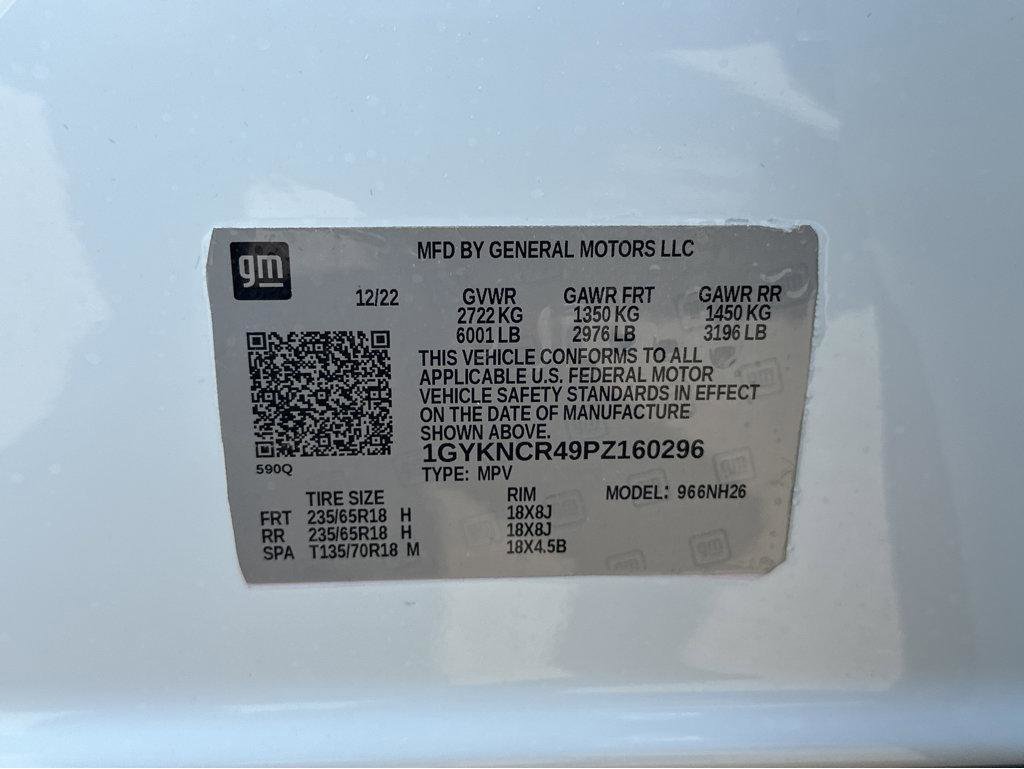 gm
MFD BY GENERAL MOTORS LLC
12/22
GVWR GAWR FRT GAWR RR
2722 KG 1350 KG 1450 KG
6001 LB 2976 LB 3196 LB
THIS VEHICLE CONFORMS TO ALL
APPLICABLE U.S. FEDERAL MOTOR
VEHICLE SAFETY STANDARDS IN EFFECT
ON THE DATE OF MANUFACTURE
SHOWN ABOVE.
590Q
1GYKNCR49PZ160296
TYPE: MPV
TIRE SIZE RIM MODEL: 966NH26
FRT 235/65R18 H 18X8J
RR 235/65R18 H 18X8J
SPA T135/70R18 M 18X4.5B